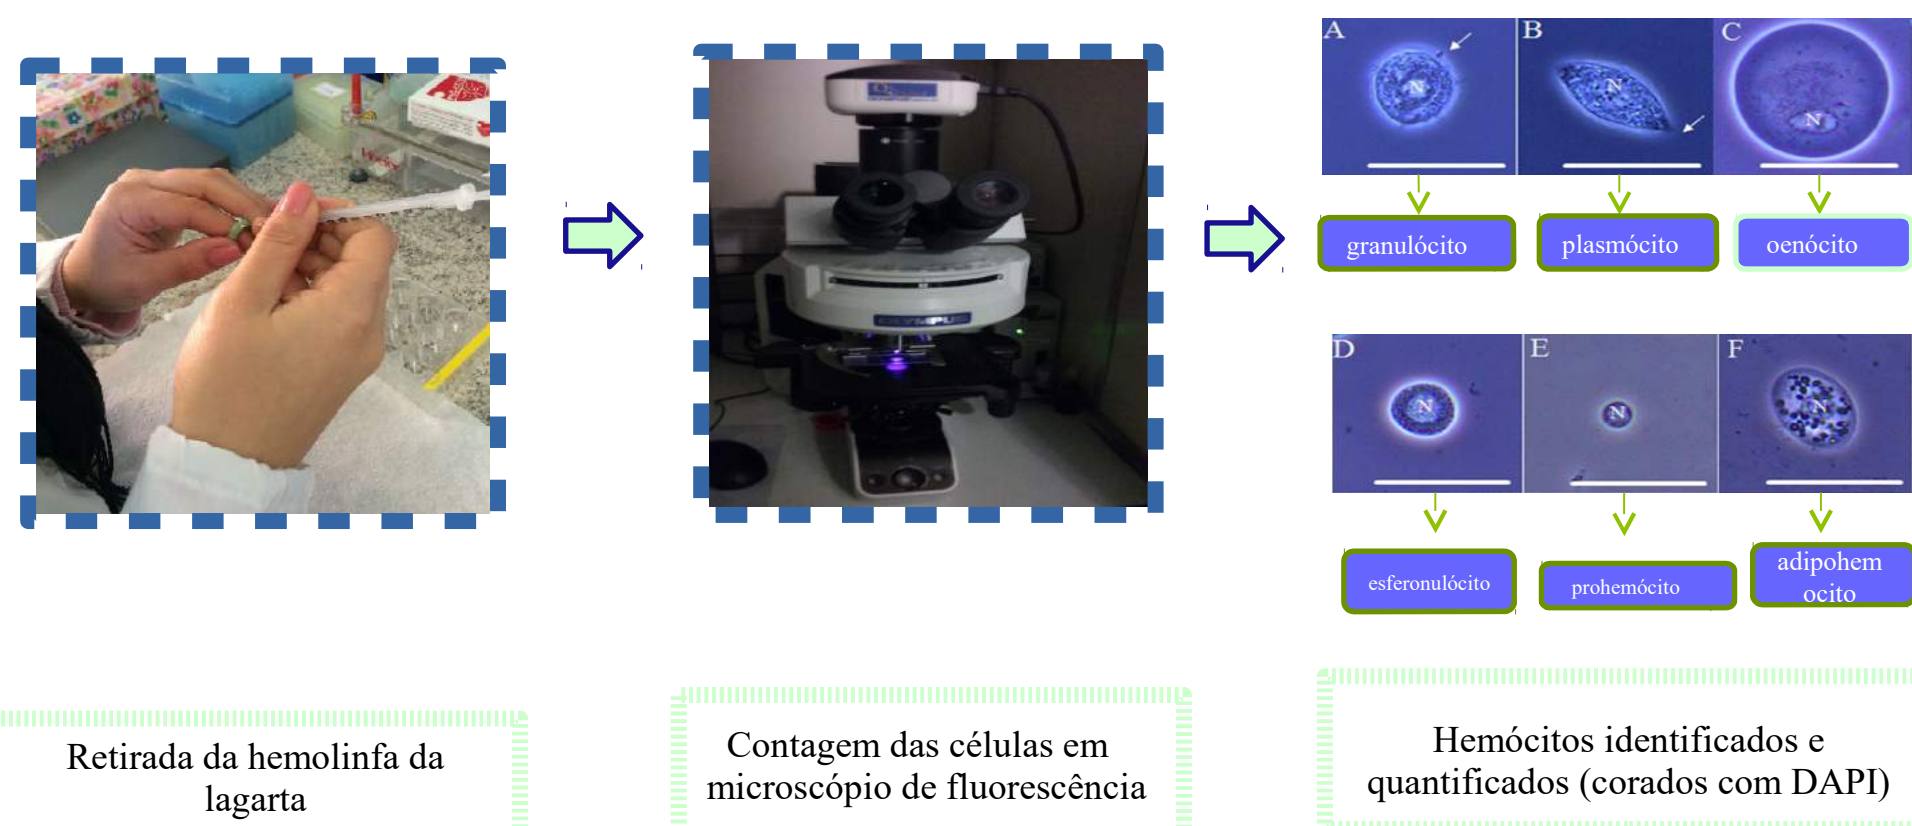 A
B
C
N
N
N
granulócito
plasmócito
oenócito
OLYMPUS
D
E
F
N
N
N
esferonulócito
prohemócito
adipohem
ocito
Retirada da hemolinfa da
lagarta
Contagem das células em
microscópio de fluorescência
Hemócitos identificados e
quantificados (corados com DAPI)